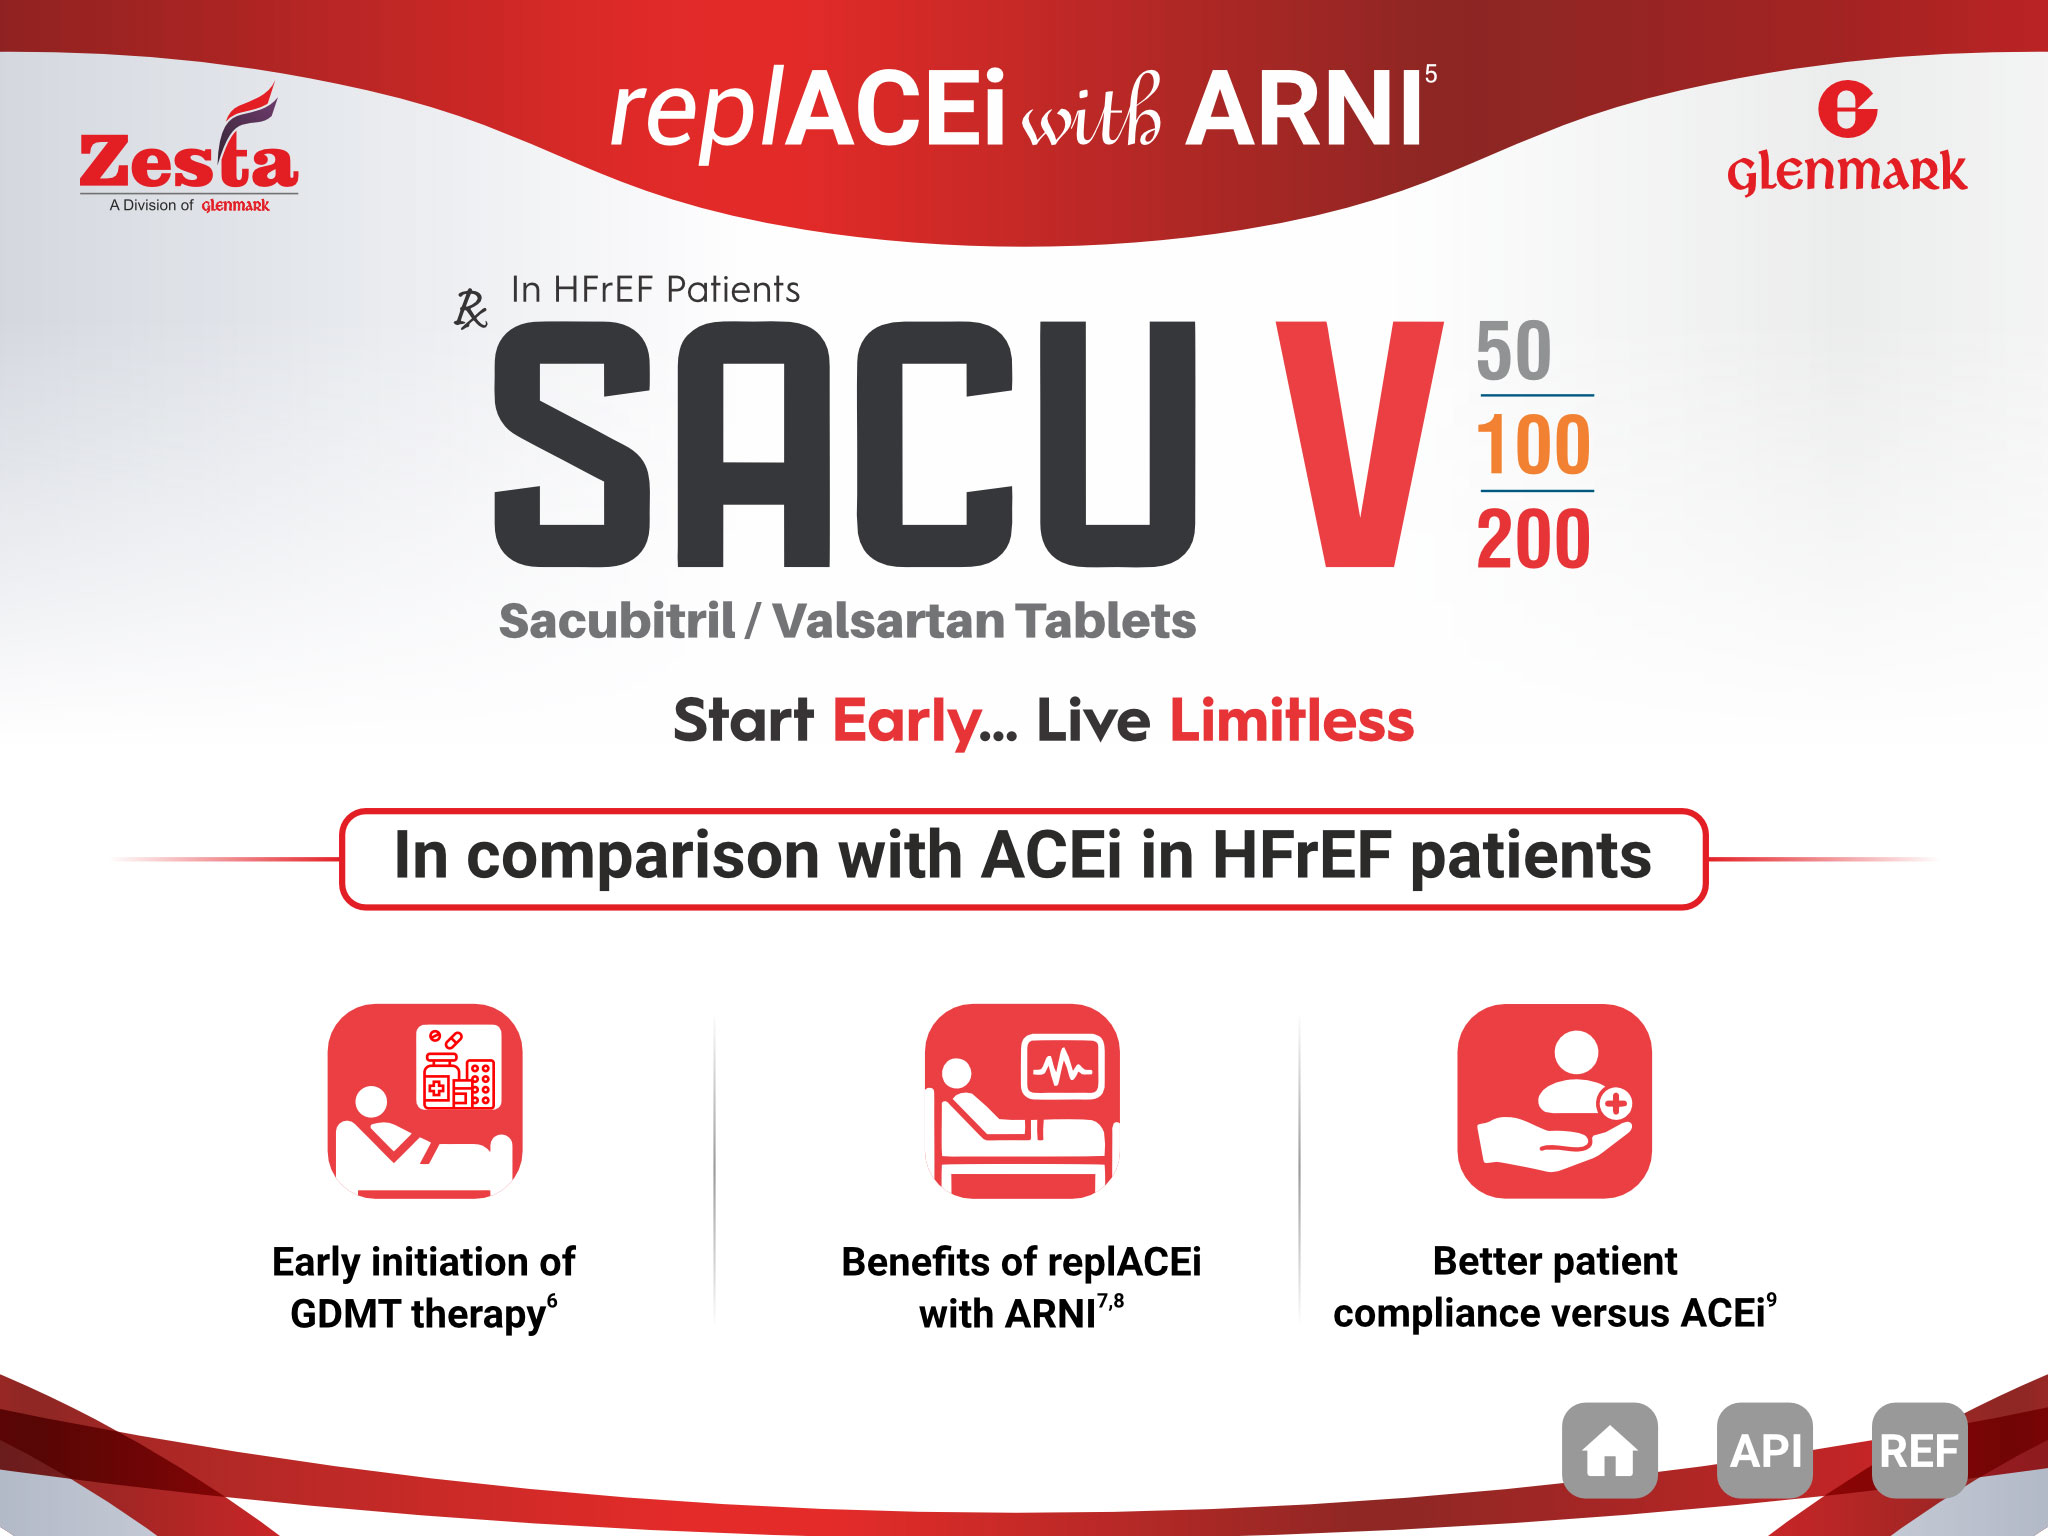 replACEi with ARNI5
Zesta
A Division of glenmark
glenmark
Rx In HFrEF Patients
SACU V
50
100
200
Sacubitril / Valsartan Tablets
Start Early... Live Limitless
In comparison with ACEi in HFrEF patients
Early initiation of
GDMT therapy6
Benefits of replACEi
with ARNI7,8
Better patient
compliance versus ACEi9
API
REF